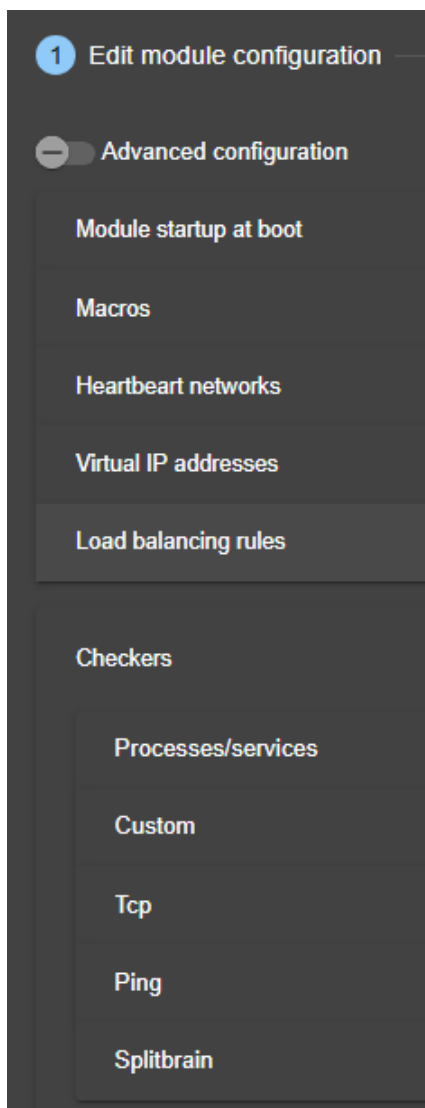 1 Edit module configuration
Advanced configuration
Module startup at boot
Macros
Heartbeart networks
Virtual IP addresses
Load balancing rules
Checkers
Processes/services
Custom
Tcp
Ping
Splitbrain